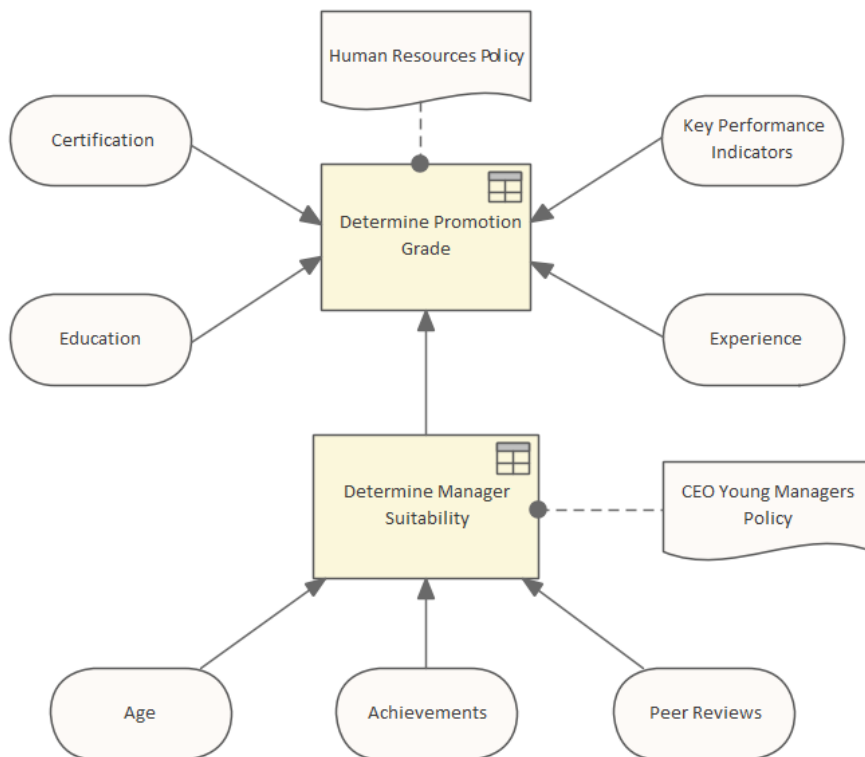 Human Resources Policy
Certification
Key Performance
Indicators
Determine Promotion
Grade
Education
Experience
Determine Manager
Suitability
CEO Young Managers
Policy
Age
Achievements
Peer Reviews